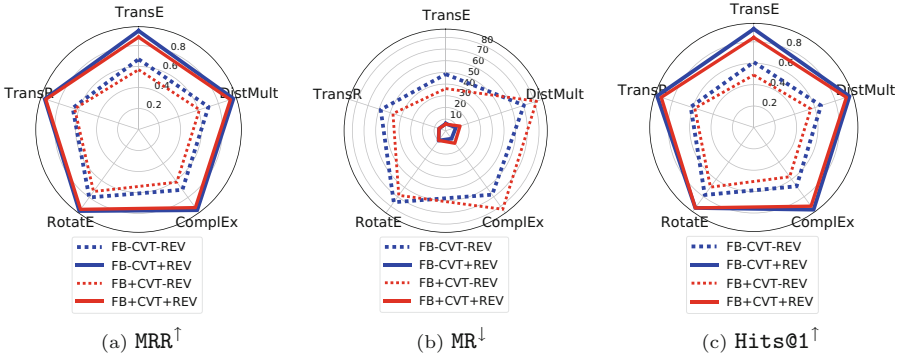 TransE
0.8
0.6
0.4
0.2
TransR
DistMult
RotatE
ComplEx
FB-CVT-REV
FB-CVT+REV
FB+CVT-REV
FB+CVT+REV
(a) MRR↑
TransE
80
70
60
50
40
30
20
10
TransR
DistMult
RotatE
ComplEx
FB-CVT-REV
FB-CVT+REV
FB+CVT-REV
FB+CVT+REV
(b) MR↓
TransE
0.8
0.6
0.4
0.2
TransR
DistMult
RotatE
ComplEx
FB-CVT-REV
FB-CVT+REV
FB+CVT-REV
FB+CVT+REV
(c) Hits@1↑